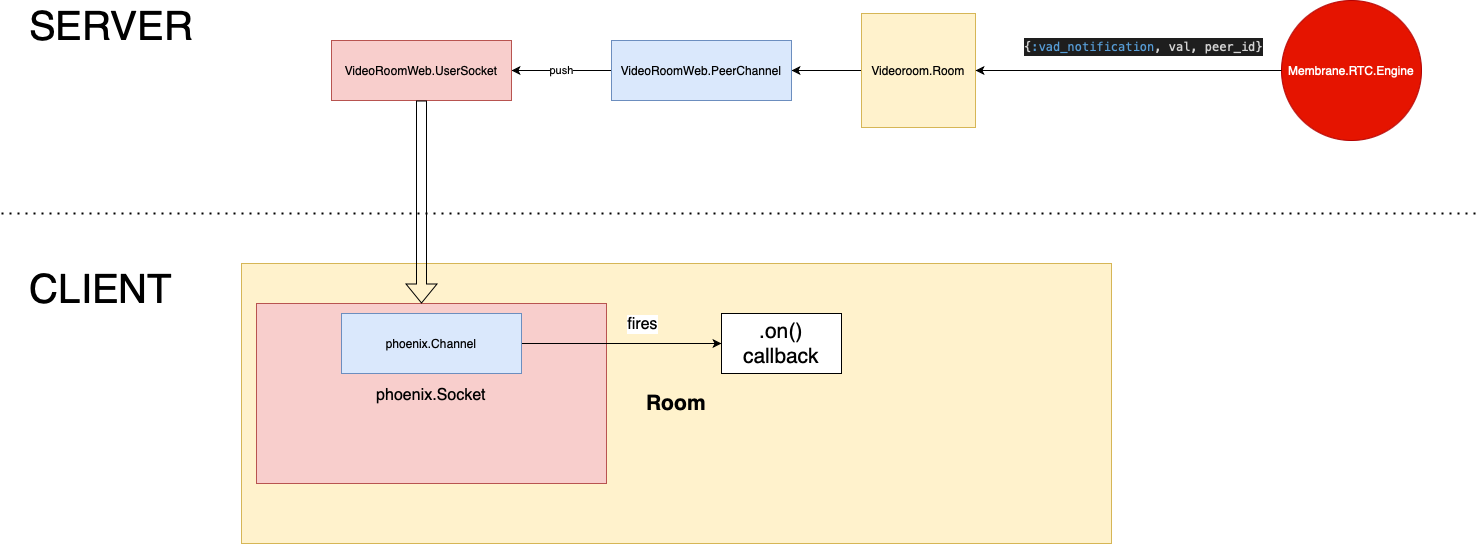 SERVER
{:vad_notification, val, peer_id}
VideoRoomWeb.UserSocket
push
VideoRoomWeb.PeerChannel
Videoroom.Room
Membrane.RTC.Engine
CLIENT
phoenix.Channel
fires
.on()
callback
phoenix.Socket
Room